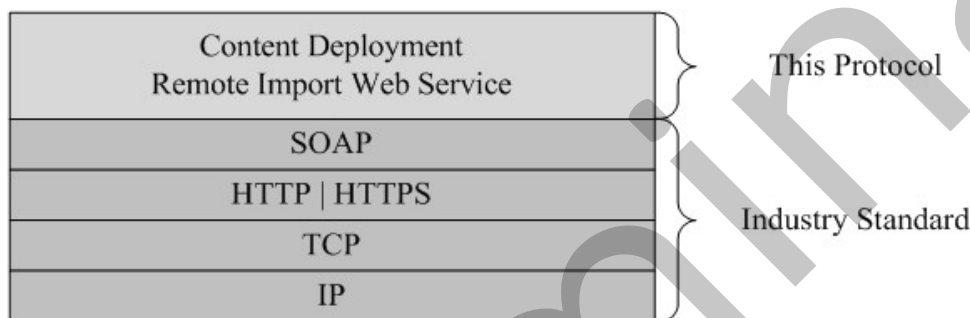 Content Deployment
Remote Import Web Service
This Protocol
SOAP
HTTP | HTTPS
TCP
IP
Industry Standard